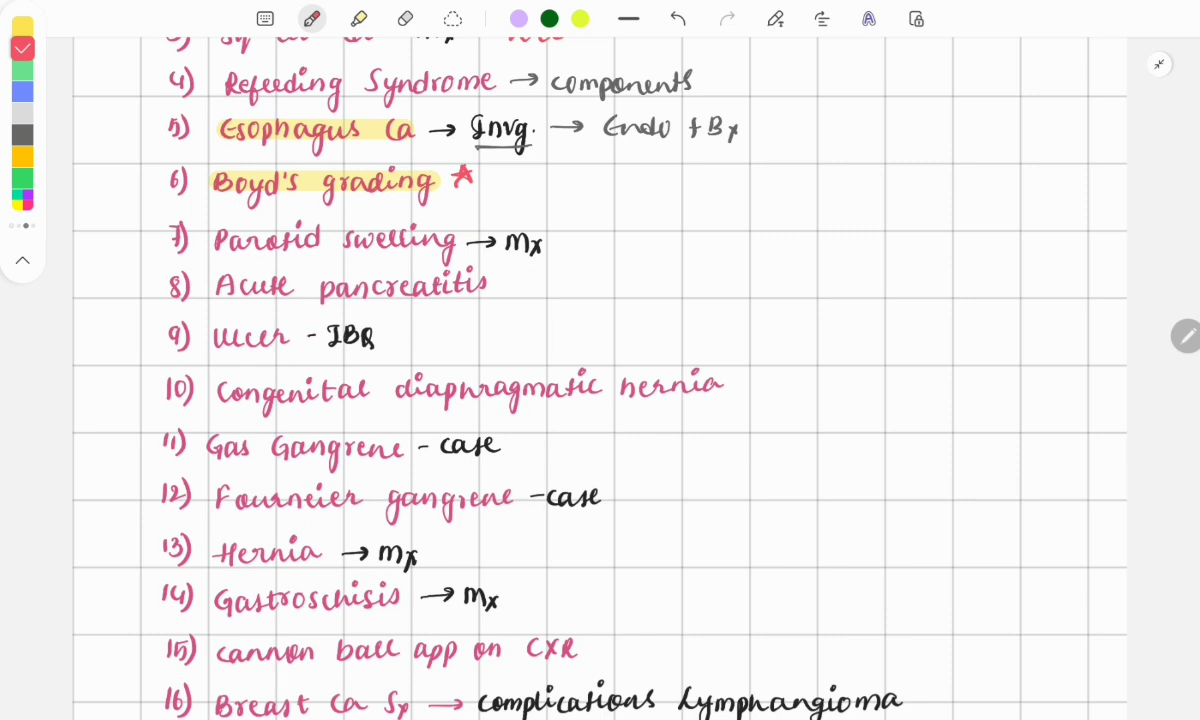 4) Refeeding Syndrome → components
5) Esophagus Ca → Invg. → Endo + Bx
6) Boyd's grading
7) Parotid swelling → Mx
8) Acute pancreatitis
9) Ulcer - IBQ
10) Congenital diaphragmatic hernia
11) Gas Gangrene - case
12) Fourneier gangrene - case
13) Hernia → Mx
14) Gastroschisis → Mx
15) cannon ball app on CXR
16) Breast Ca Sx → complications Lymphangioma